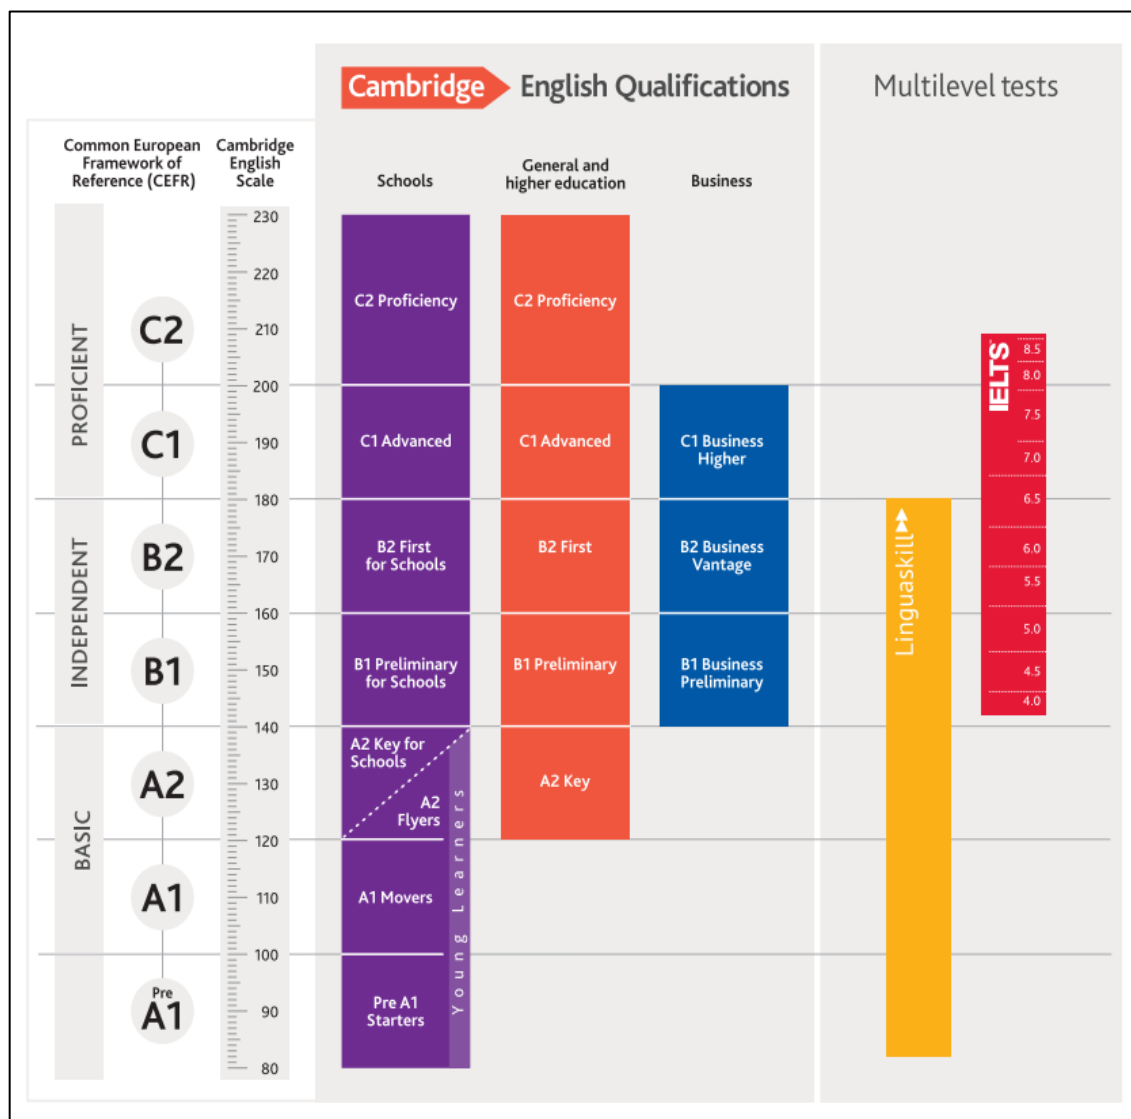 Cambridge English Qualifications
Multilevel tests
Common European
Framework of
Reference (CEFR)
Cambridge
English
Scale
Schools
General and
higher education
Business
PROFICIENT
INDEPENDENT
BASIC
C2
C1
B2
B1
A2
A1
Pre
A1
230
220
210
200
190
180
170
160
150
140
130
120
110
100
90
80
C2 Proficiency
C1 Advanced
B2 First
for Schools
B1 Preliminary
for Schools
A2 Key for
Schools
A2
Flyers
A1 Movers
Pre A1
Starters
Young Learners
C2 Proficiency
C1 Advanced
B2 First
B1 Preliminary
A2 Key
C1 Business
Higher
B2 Business
Vantage
B1 Business
Preliminary
Linguaskill
IELTS
8.5
8.0
7.5
7.0
6.5
6.0
5.5
5.0
4.5
4.0